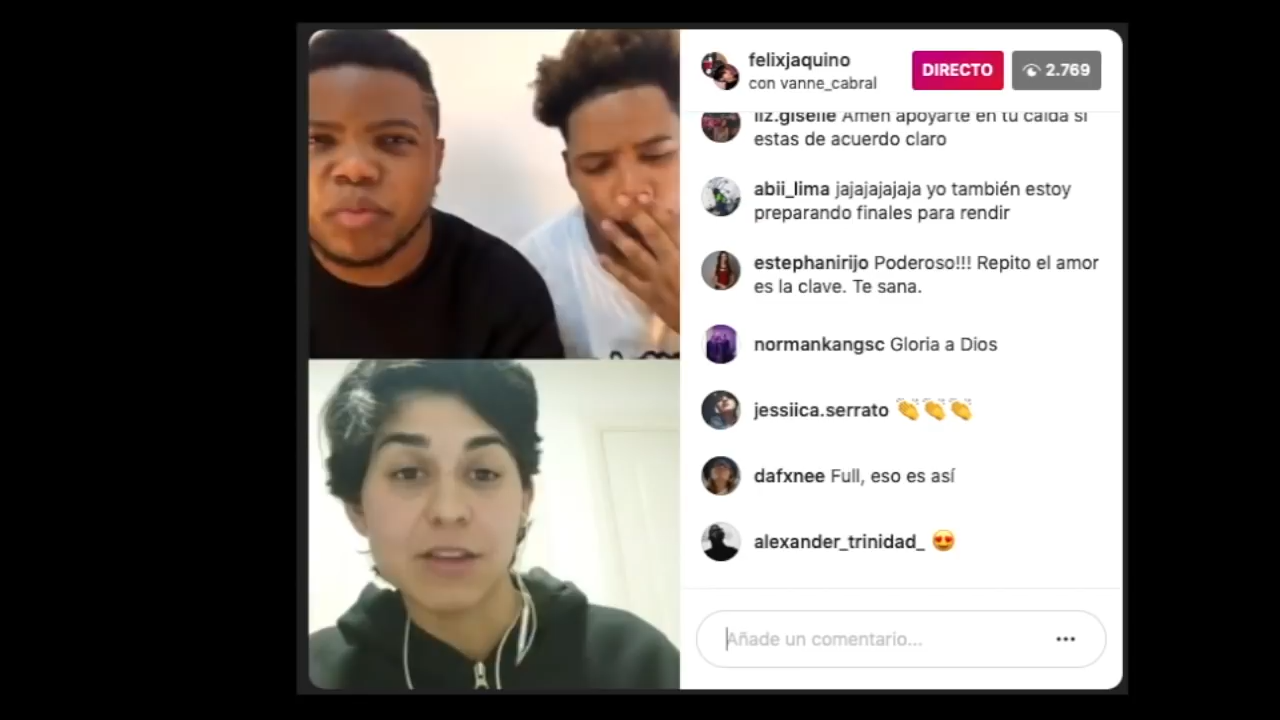 felixjaquino
con vanne_cabral
DIRECTO
2.769
liz.giselle Amén apoyarte en tu caída si
estas de acuerdo claro
abii_lima jajajajajaja yo también estoy
preparando finales para rendir
estephanirijo Poderoso!!! Repito el amor
es la clave. Te sana.
normankangsc Gloria a Dios
jessiica.serrato 👏👏👏
dafxnee Full, eso es así
alexander_trinidad_ 😍
Añade un comentario...